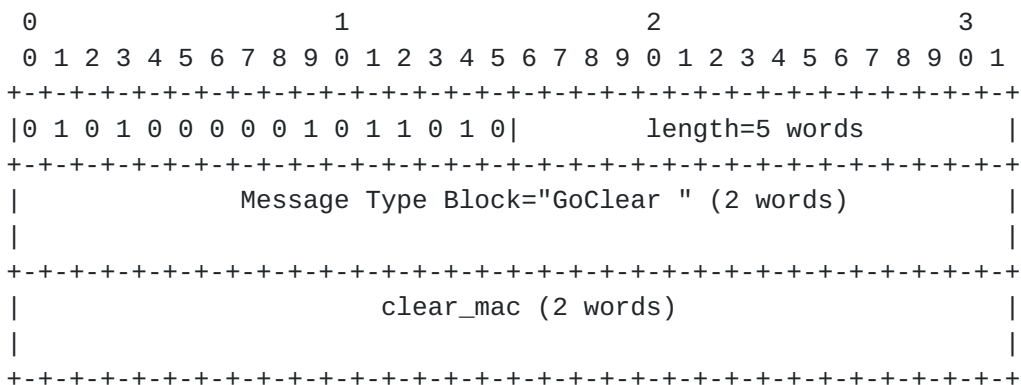 0                   1                   2                   3
 0 1 2 3 4 5 6 7 8 9 0 1 2 3 4 5 6 7 8 9 0 1 2 3 4 5 6 7 8 9 0 1
+-+-+-+-+-+-+-+-+-+-+-+-+-+-+-+-+-+-+-+-+-+-+-+-+-+-+-+-+-+-+-+-+
|0 1 0 1 0 0 0 0 0 1 0 1 1 0 1 0|        length=5 words         |
+-+-+-+-+-+-+-+-+-+-+-+-+-+-+-+-+-+-+-+-+-+-+-+-+-+-+-+-+-+-+-+-+
|              Message Type Block="GoClear " (2 words)          |
|                                                               |
+-+-+-+-+-+-+-+-+-+-+-+-+-+-+-+-+-+-+-+-+-+-+-+-+-+-+-+-+-+-+-+-+
|                       clear_mac (2 words)                     |
|                                                               |
+-+-+-+-+-+-+-+-+-+-+-+-+-+-+-+-+-+-+-+-+-+-+-+-+-+-+-+-+-+-+-+-+